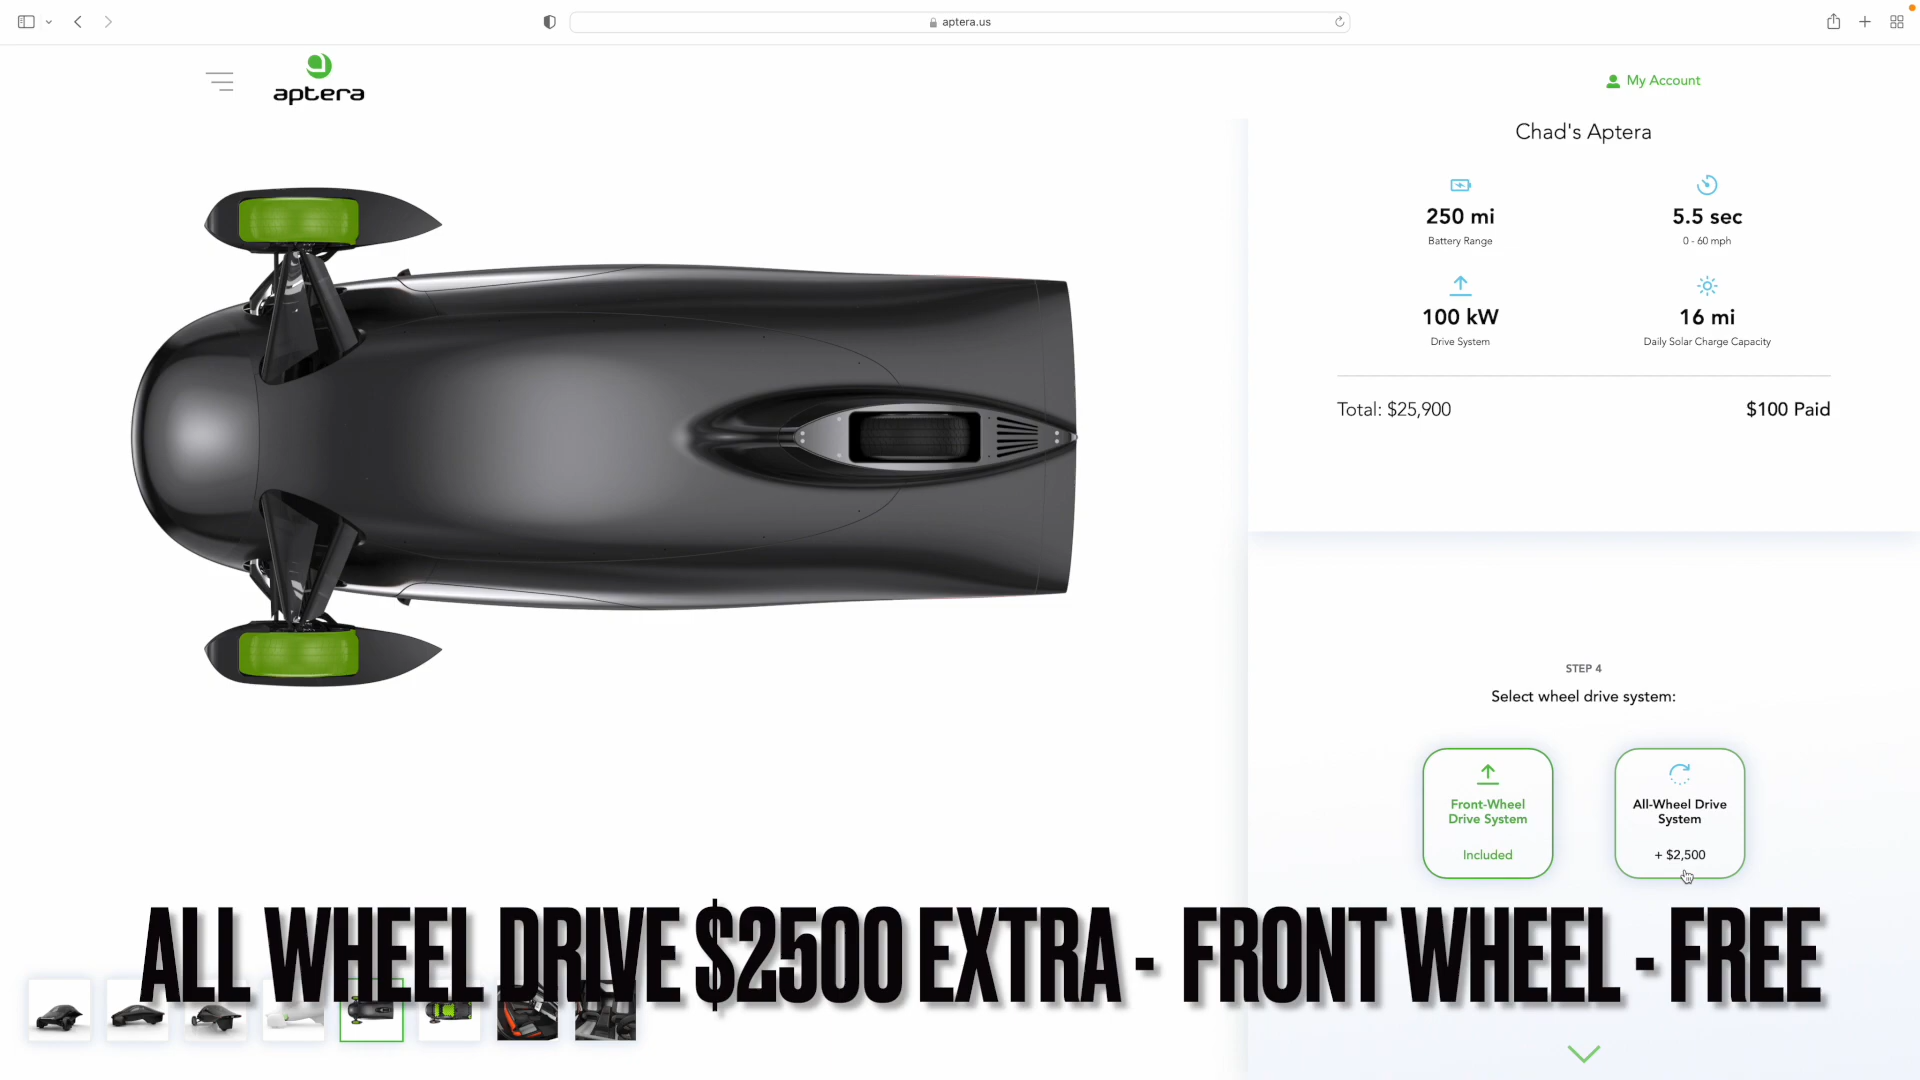 aptera.us
aptera
My Account
Chad's Aptera
250 mi
Battery Range
5.5 sec
0 - 60 mph
100 kW
Drive System
16 mi
Daily Solar Charge Capacity
Total: $25,900
$100 Paid
STEP 4
Select wheel drive system:
Front-Wheel
Drive System
Included
All-Wheel Drive
System
+ $2,500
ALL WHEEL DRIVE $2500 EXTRA - FRONT WHEEL - FREE